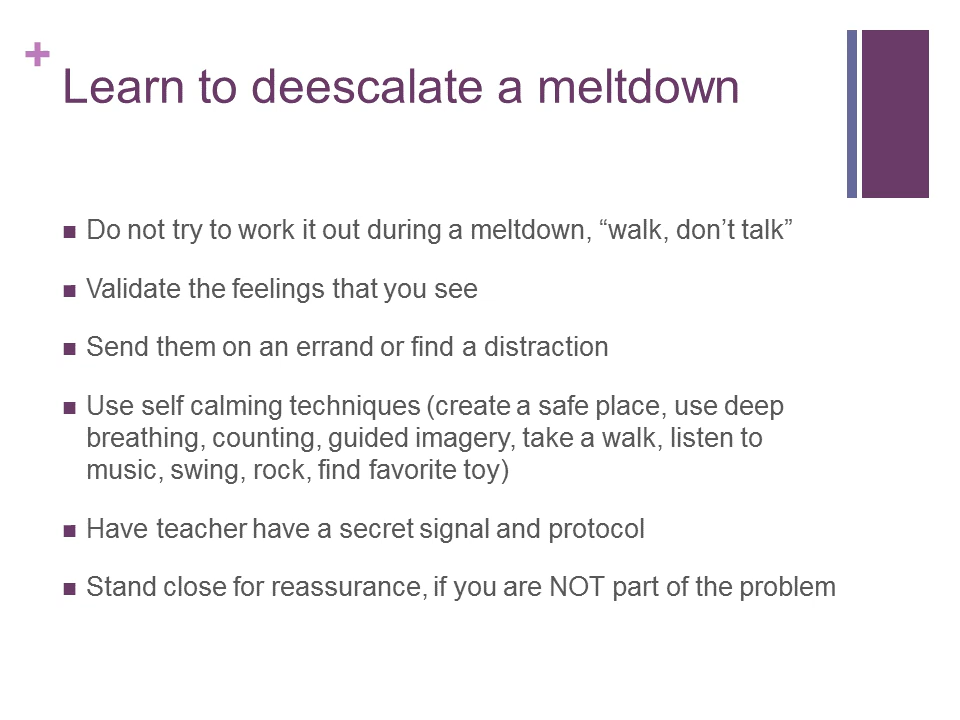 +
Learn to deescalate a meltdown
■ Do not try to work it out during a meltdown, “walk, don’t talk”
■ Validate the feelings that you see
■ Send them on an errand or find a distraction
■ Use self calming techniques (create a safe place, use deep
breathing, counting, guided imagery, take a walk, listen to
music, swing, rock, find favorite toy)
■ Have teacher have a secret signal and protocol
■ Stand close for reassurance, if you are NOT part of the problem